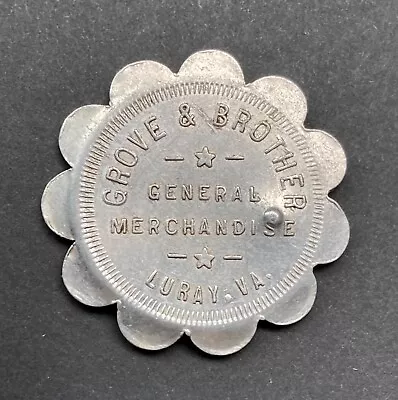 GROVE & BROTHER
GENERAL
MERCHANDISE
LURAY. VA.